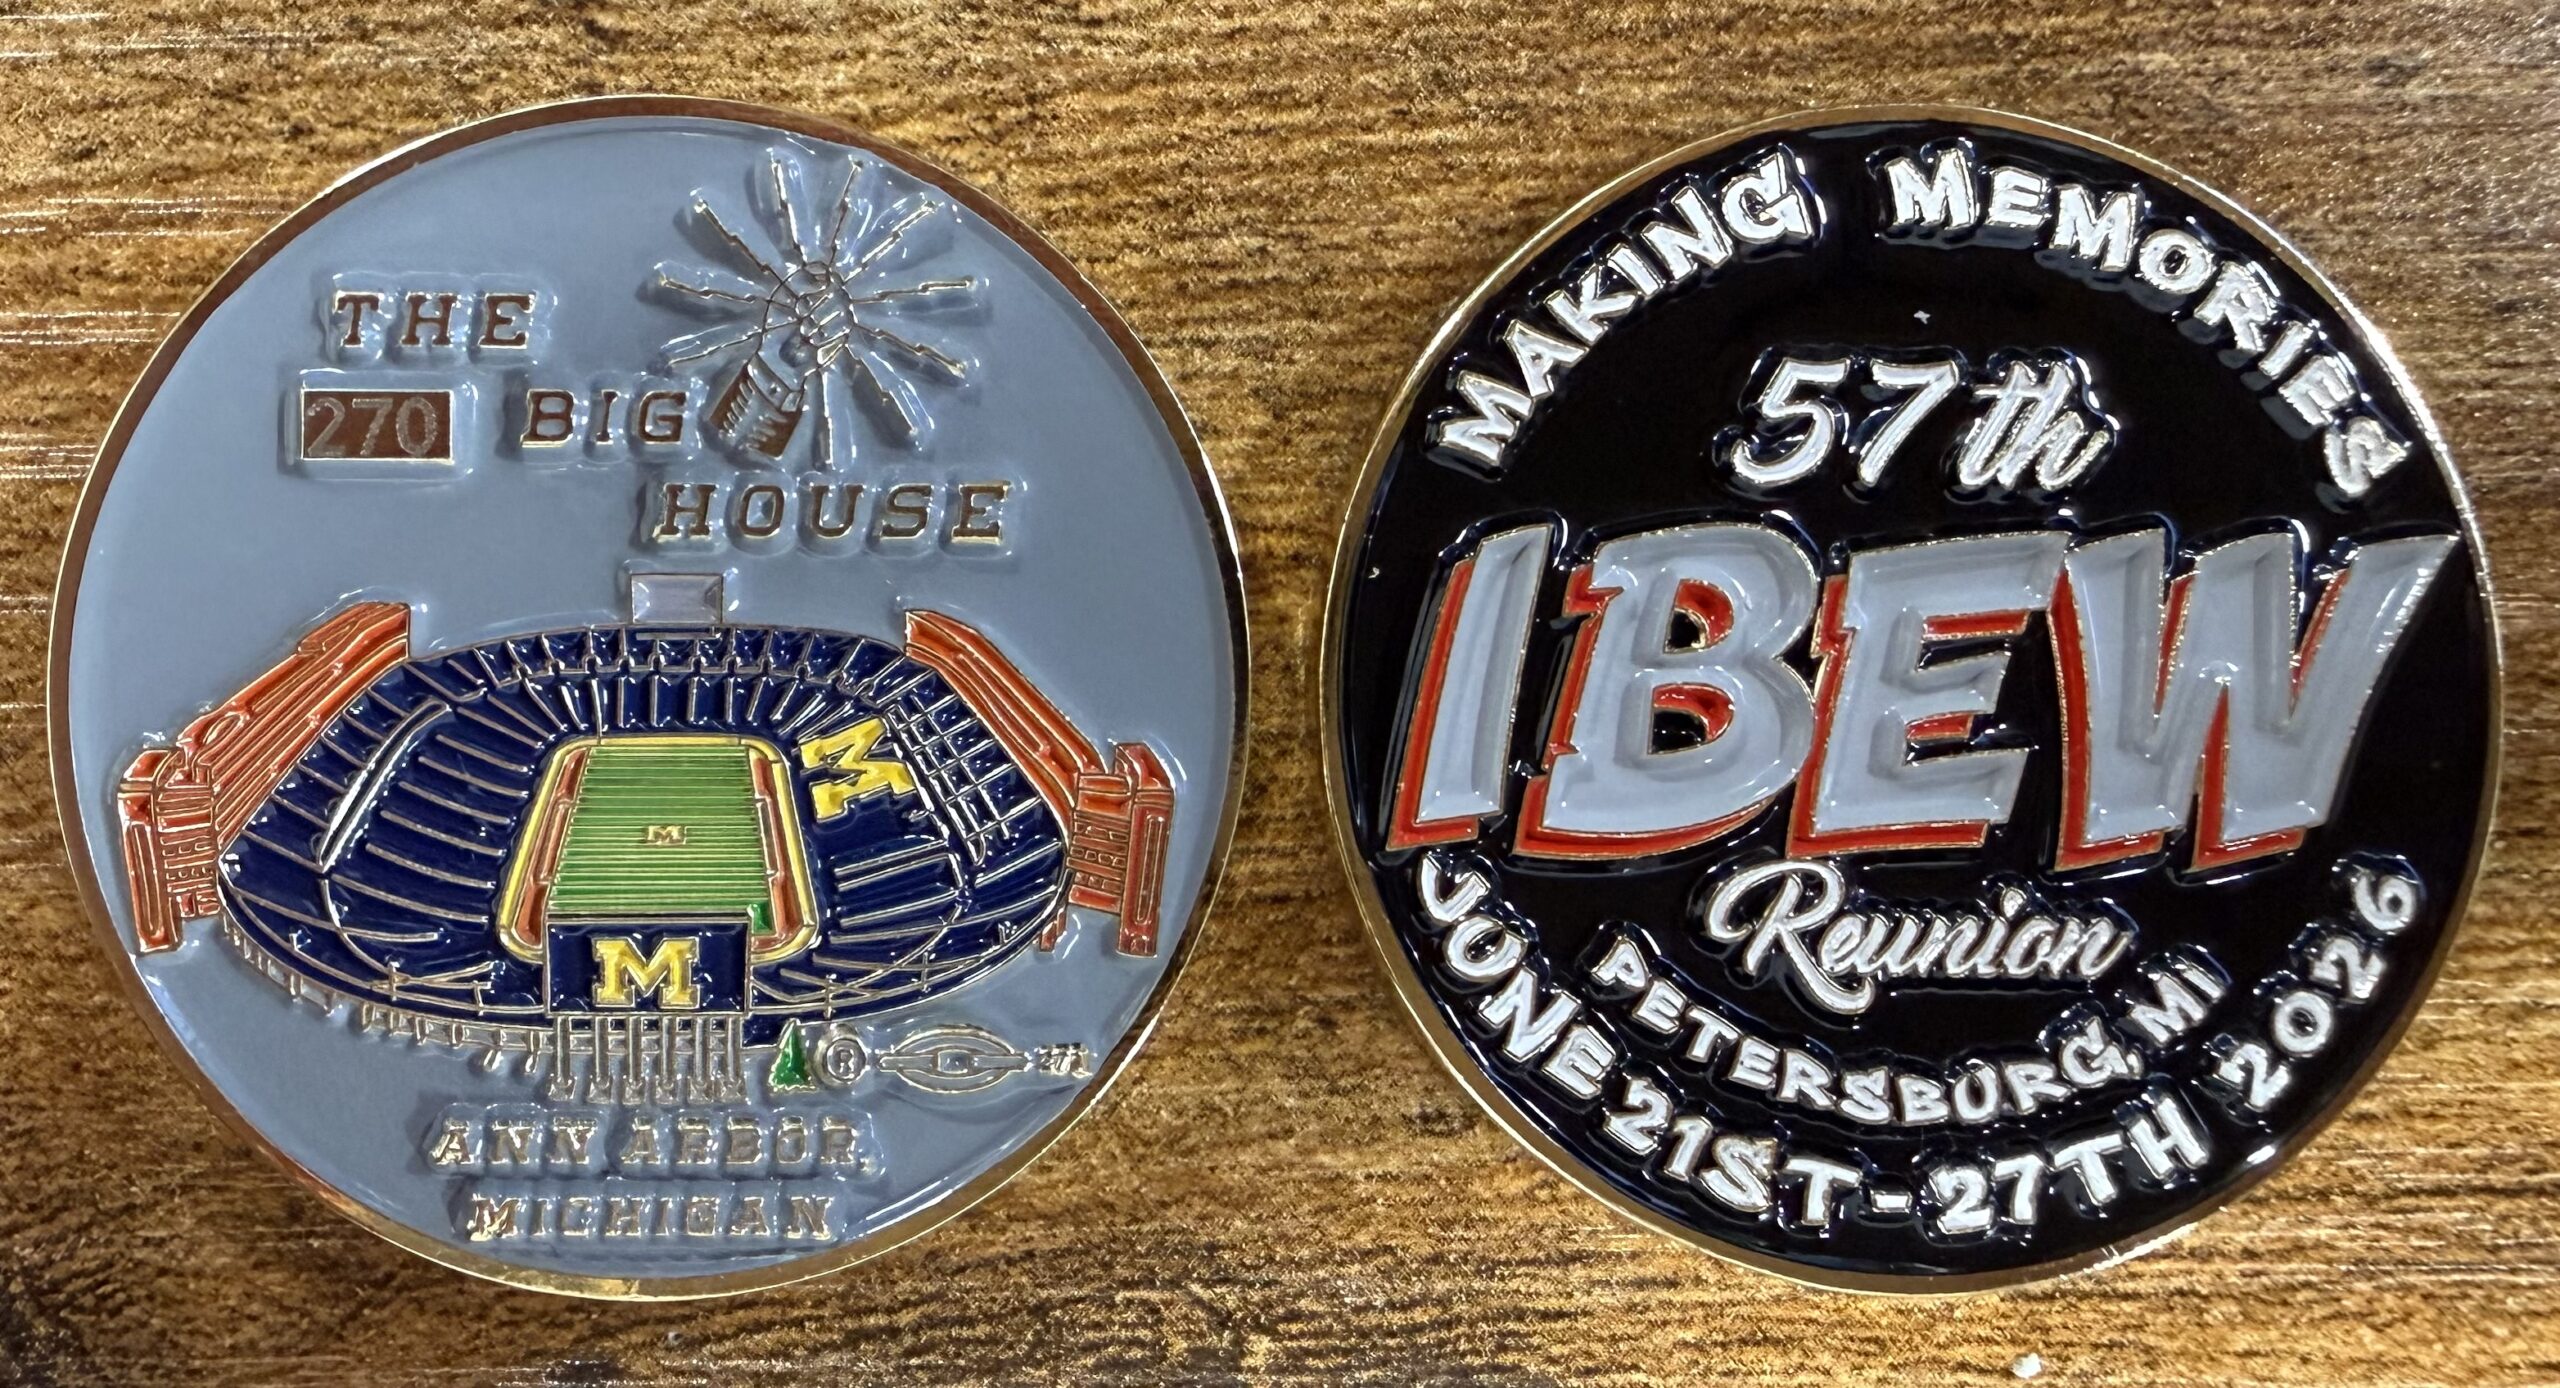 THE
270 BIG
HOUSE
M
M
M
®
ANN ARBOR,
MICHIGAN
MAKING MEMORIES
57th
IBEW
Reunion
PETERSBURG, MI
JUNE 21ST-27TH 2026